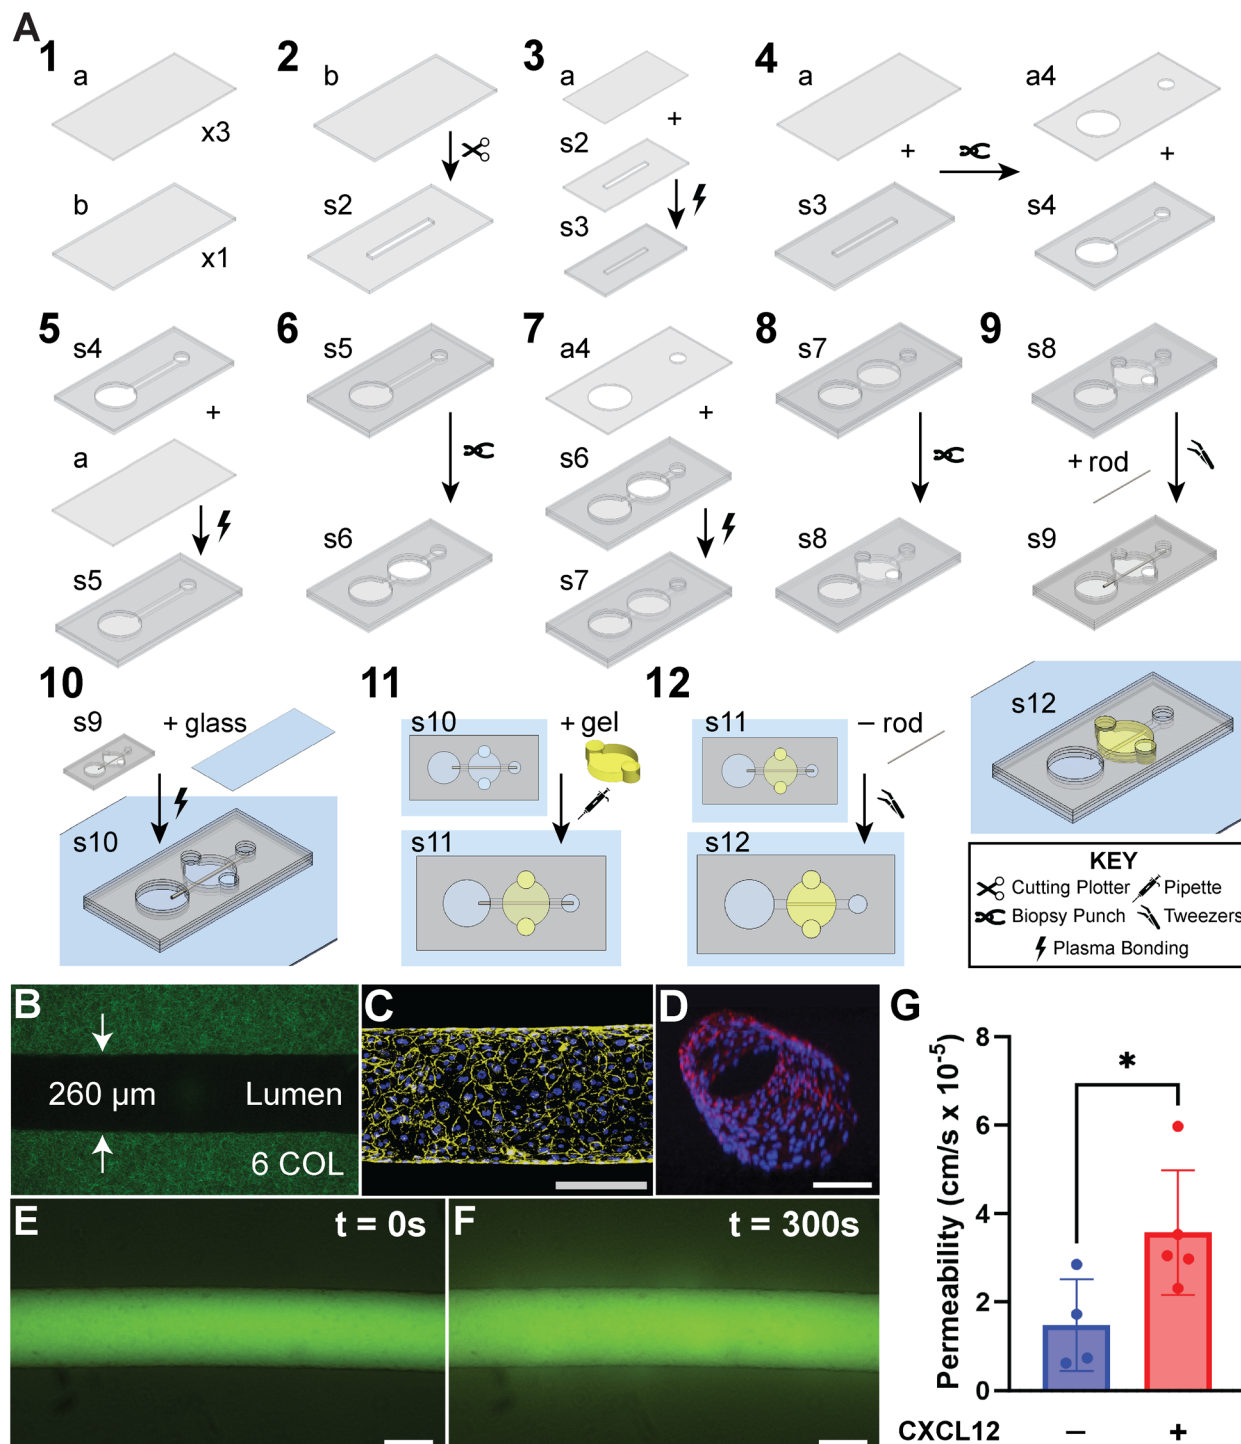 A
1
a
x3
b
x1
2
b
s2
3
a
+
s2
s3
4
a
+
s3
a4
+
s4
5
s4
+
a
s5
6
s5
s6
7
a4
+
s6
s7
8
s7
s8
9
s8
+ rod
s9
10
s9
+ glass
s10
11
s10
+ gel
s11
12
s11
− rod
s12
s12
KEY
Cutting Plotter
Pipette
Biopsy Punch
Tweezers
Plasma Bonding
B
260 µm
Lumen
6 COL
C
D
E
t = 0s
F
t = 300s
G
Permeability (cm/s x 10-5)
8
6
4
2
0
*
CXCL12
−
+